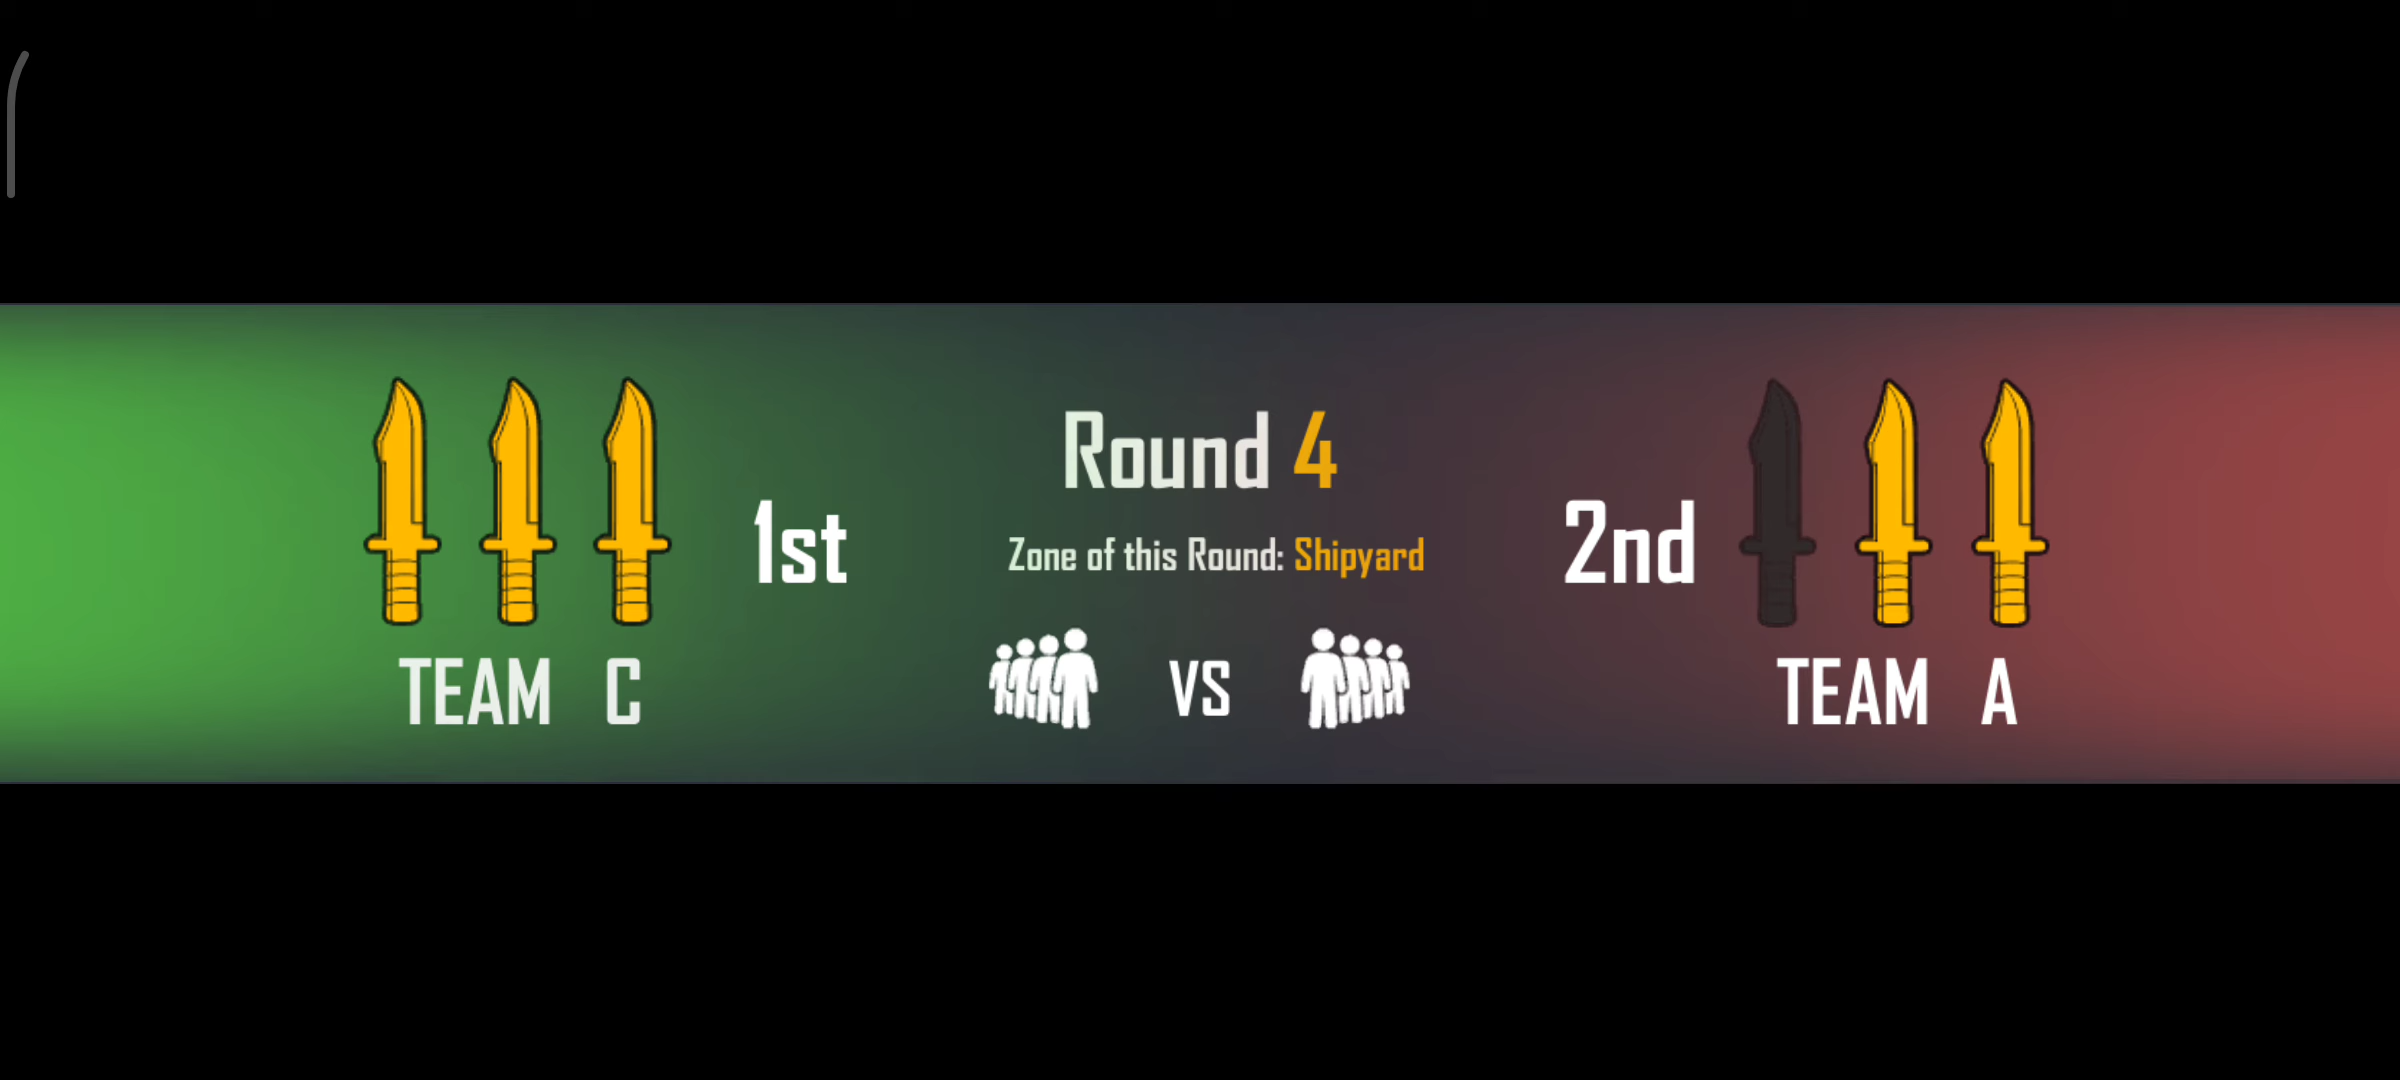 Round 4
1st
2nd
Zone of this Round: Shipyard
TEAM C
VS
TEAM A